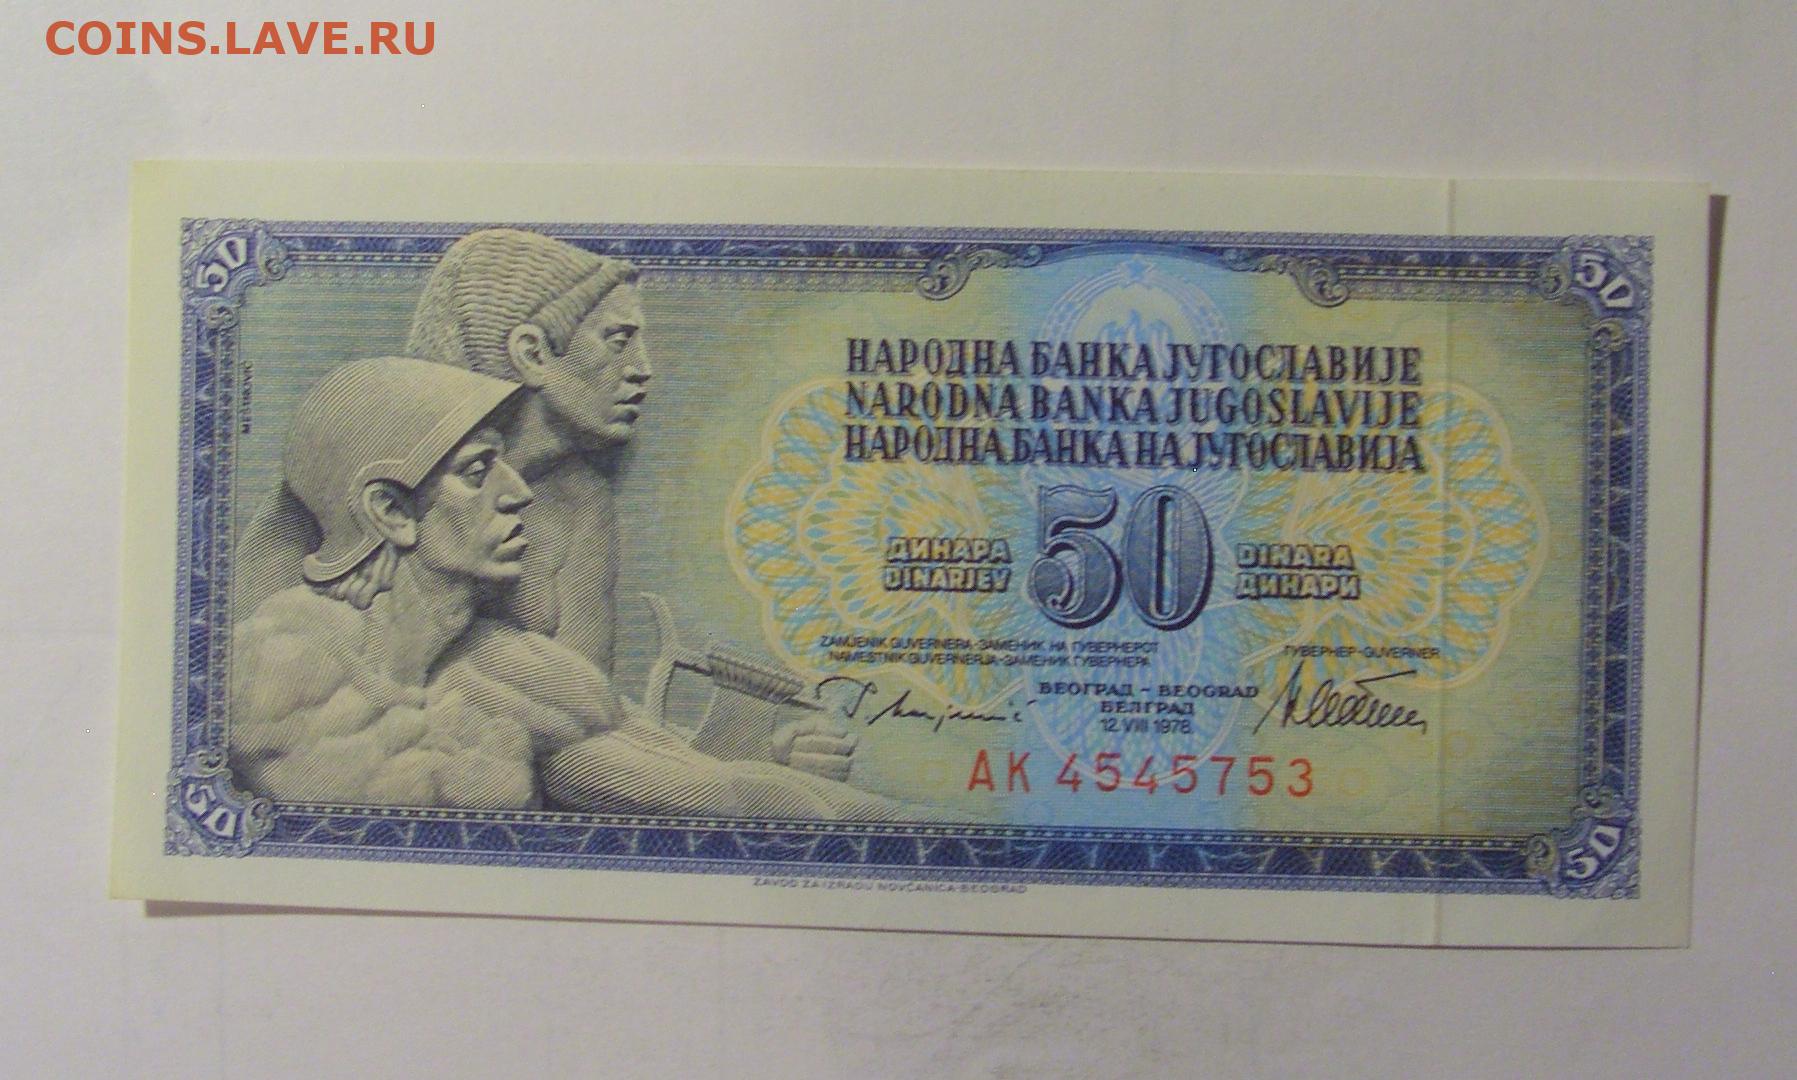 COINS.LAVE.RU
50
50
MEŠTROVIĆ
НАРОДНА БАНКА ЈУГОСЛАВИЈЕ
NARODNA BANKA JUGOSLAVIJE
НАРОДНА БАНКА НА ЈУГОСЛАВИЈА
ДИНАРА
DINARJEV
50
DINARA
ДИНАРИ
ZAMJENIK GUVERNERA-ЗАМЕНИК НА ГУВЕРНЕРОТ
NAMESTNIK GUVERNERJA-ЗАМЕНИК ГУВЕРНЕРА
ГУВЕРНЕР-GUVERNER
БЕОГРАД - BEOGRAD
БЕЛГРАД
12. VIII 1978.
AK 4545753
50
50
ZAVOD ZA IZRADU NOVČANICA-BEOGRAD